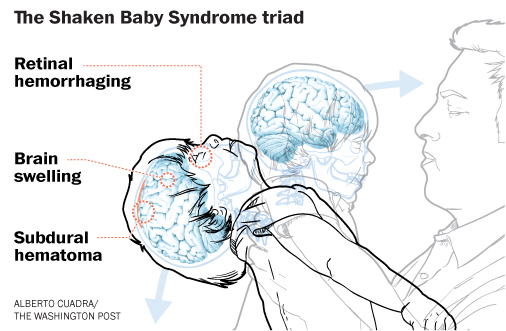 The Shaken Baby Syndrome triad
Retinal
hemorrhaging
Brain
swelling
Subdural
hematoma
ALBERTO CUADRA/
THE WASHINGTON POST